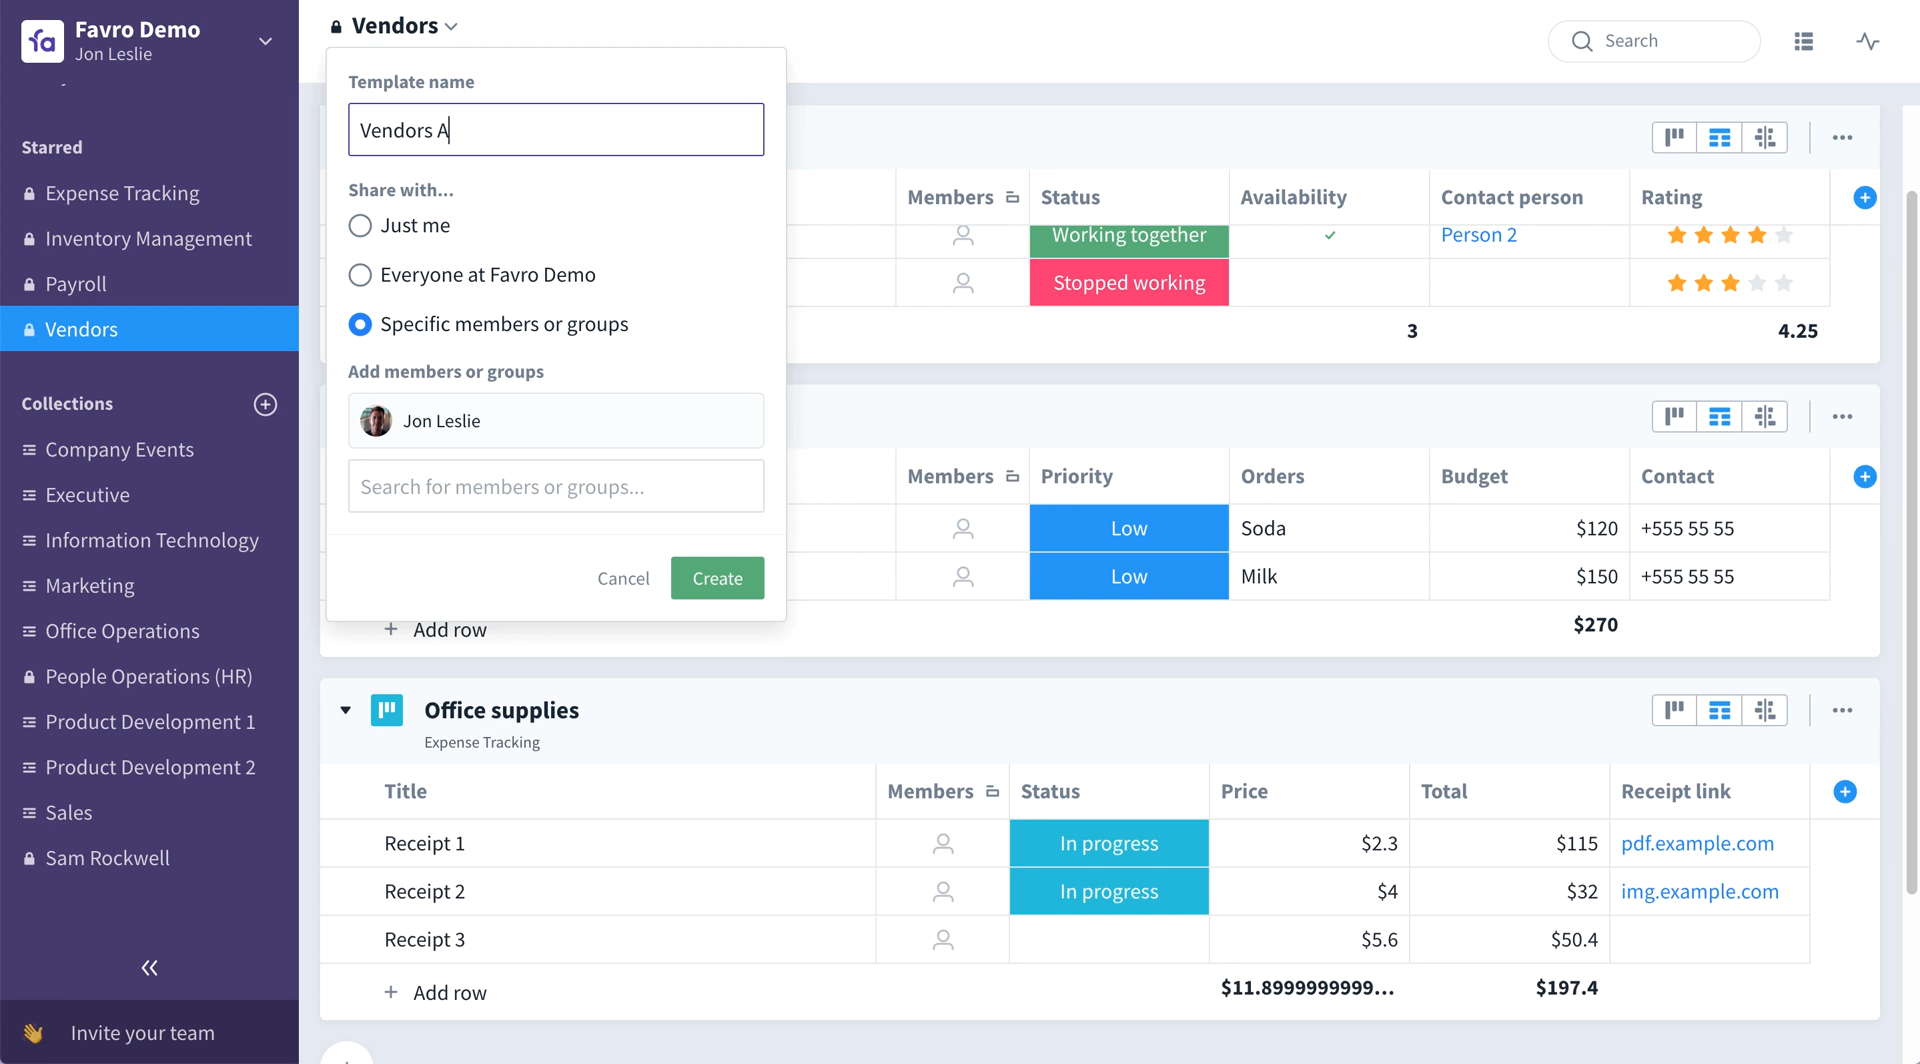 Favro Demo
Jon Leslie
Starred
Expense Tracking
Inventory Management
Payroll
Vendors
Collections
Company Events
Executive
Information Technology
Marketing
Office Operations
People Operations (HR)
Product Development 1
Product Development 2
Sales
Sam Rockwell
Invite your team
Vendors
Search
Template name
Vendors A
Share with...
Just me
Everyone at Favro Demo
Specific members or groups
Add members or groups
Jon Leslie
Search for members or groups...
Cancel Create
Members Status Availability Contact person Rating
Working together Person 2
Stopped working
3 4.25
Members Priority Orders Budget Contact
Low Soda $120 +555 55 55
Low Milk $150 +555 55 55
+ Add row $270
Office supplies
Expense Tracking
Title Members Status Price Total Receipt link
Receipt 1 In progress $2.3 $115 pdf.example.com
Receipt 2 In progress $4 $32 img.example.com
Receipt 3 $5.6 $50.4
+ Add row $11.8999999999... $197.4